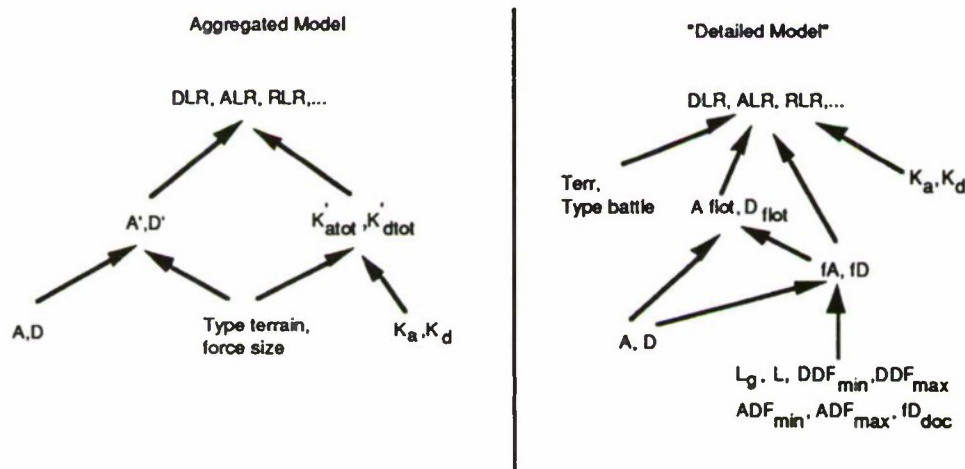 Aggregated Model
DLR, ALR, RLR,...
A',D'
K'atot ,K'dtot
A,D
Type terrain,
force size
Ka,Kd
"Detailed Model"
DLR, ALR, RLR,...
Terr,
Type battle
A flot, Dflot
Ka,Kd
fA, fD
A, D
Lg, L, DDFmin,DDFmax
ADFmin, ADFmax, fDdoc